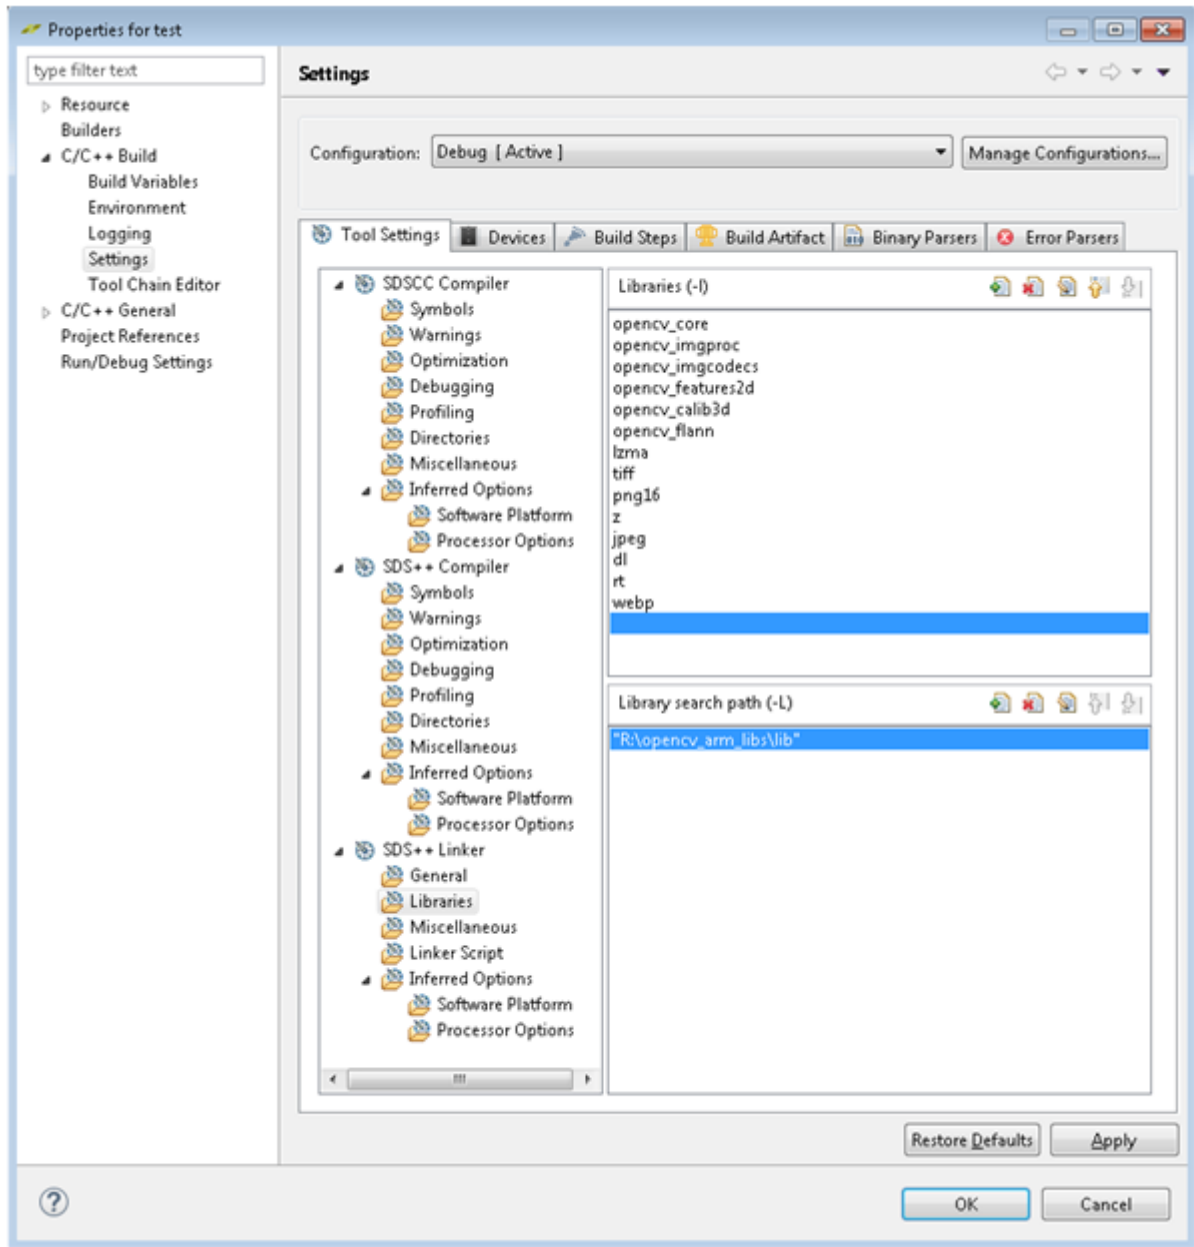 Properties for test
type filter text
Resource
Builders
C/C++ Build
Build Variables
Environment
Logging
Settings
Tool Chain Editor
C/C++ General
Project References
Run/Debug Settings
Settings
Configuration: Debug [ Active ] Manage Configurations...
Tool Settings Devices Build Steps Build Artifact Binary Parsers Error Parsers
SDSCC Compiler
Symbols
Warnings
Optimization
Debugging
Profiling
Directories
Miscellaneous
Inferred Options
Software Platform
Processor Options
SDS++ Compiler
Symbols
Warnings
Optimization
Debugging
Profiling
Directories
Miscellaneous
Inferred Options
Software Platform
Processor Options
SDS++ Linker
General
Libraries
Miscellaneous
Linker Script
Inferred Options
Software Platform
Processor Options
Libraries (-l)
opencv_core
opencv_imgproc
opencv_imgcodecs
opencv_features2d
opencv_calib3d
opencv_flann
lzma
tiff
png16
z
jpeg
dl
rt
webp
Library search path (-L)
"R:\opencv_arm_libs\lib"
Restore Defaults Apply
OK Cancel